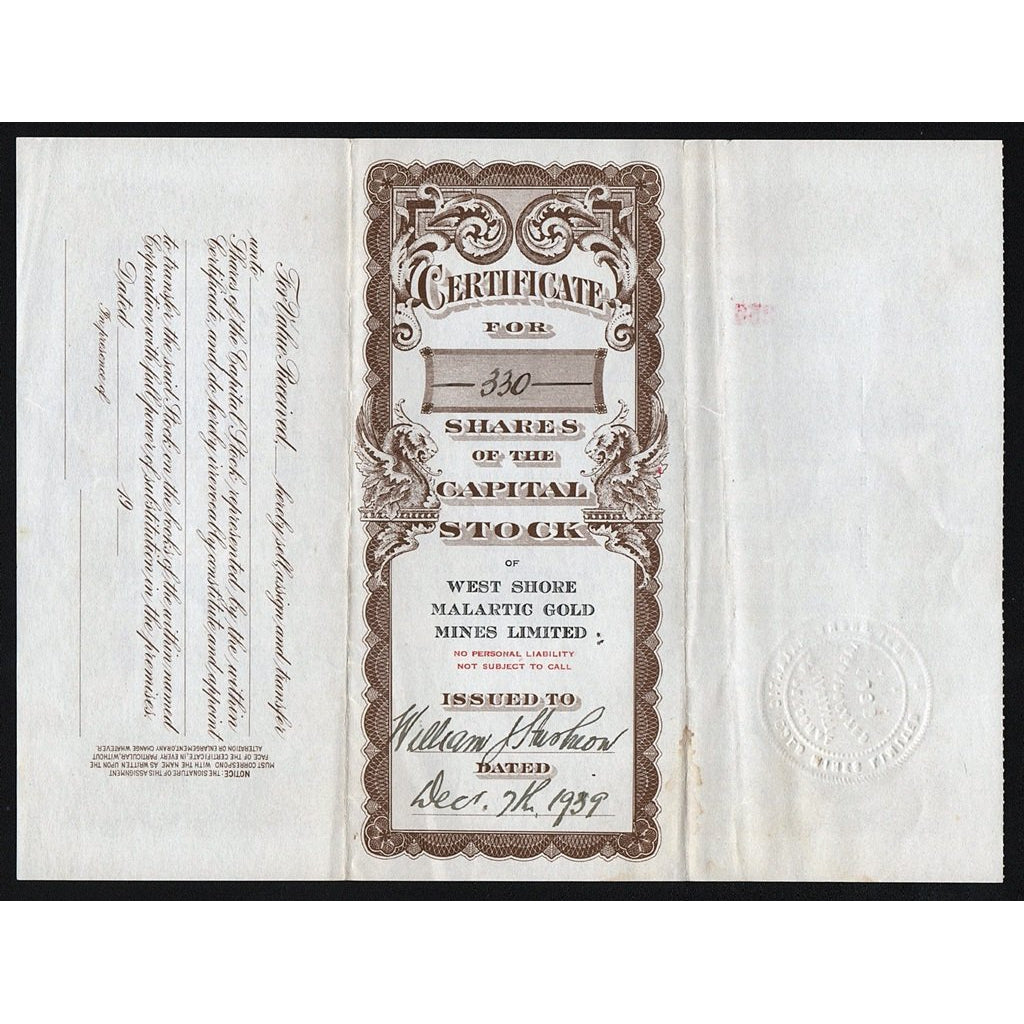 CERTIFICATE
FOR
330
SHARES
OF THE
CAPITAL
STOCK
OF
WEST SHORE
MALARTIC GOLD
MINES LIMITED
NO PERSONAL LIABILITY
NOT SUBJECT TO CALL
ISSUED TO
William J
DATED
Decr. 7th, 1939
For Value Received, hereby sell, assign and transfer
unto
Shares of the Capital Stock represented by the within
Certificate, and do hereby irrevocably constitute and appoint
to transfer the said Stock on the books of the within named
Corporation with full power of substitution in the premises.
Dated 19
In presence of
NOTICE: THE SIGNATURE OF THIS ASSIGNMENT
MUST CORRESPOND WITH THE NAME AS WRITTEN UPON THE
FACE OF THE CERTIFICATE, IN EVERY PARTICULAR, WITHOUT
ALTERATION OR ENLARGEMENT, OR ANY CHANGE WHATEVER.